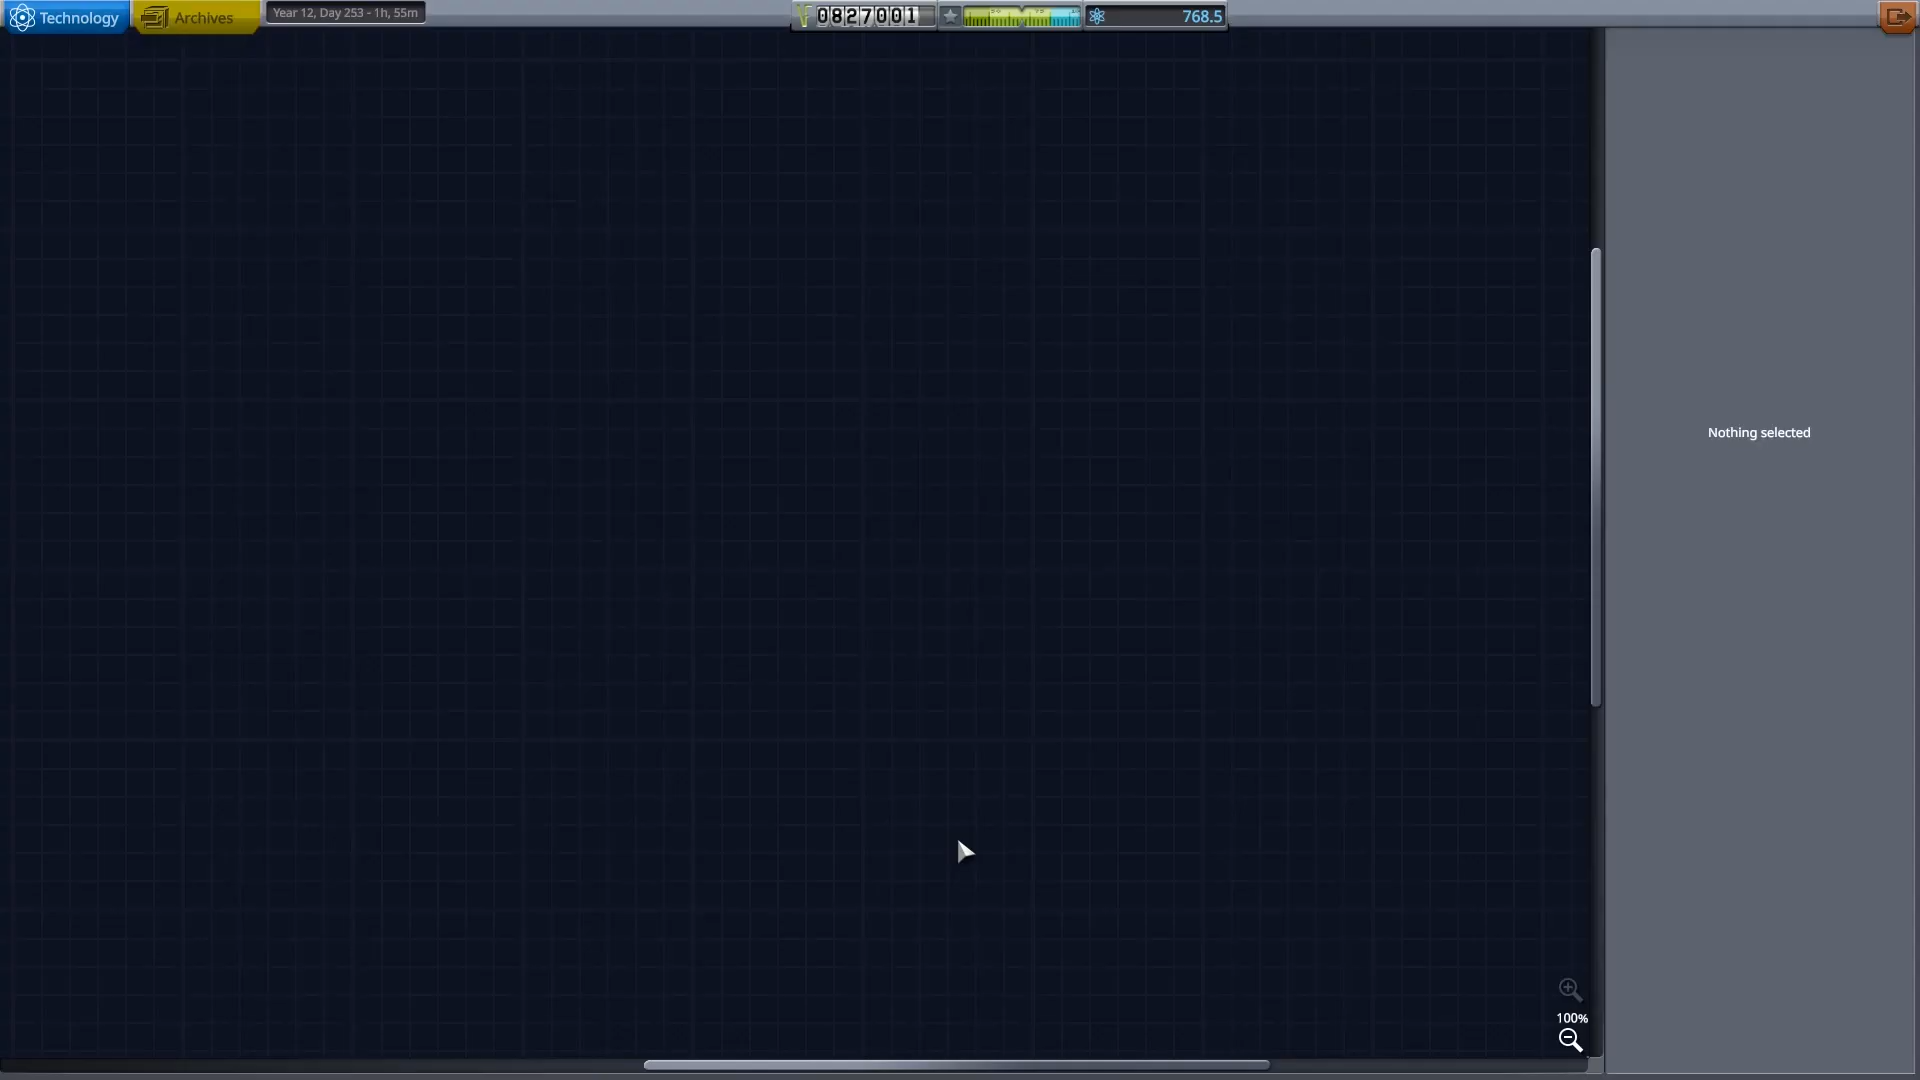 Technology
Archives
Year 12, Day 253 - 1h, 55m
0827001
768.5
Nothing selected
100%